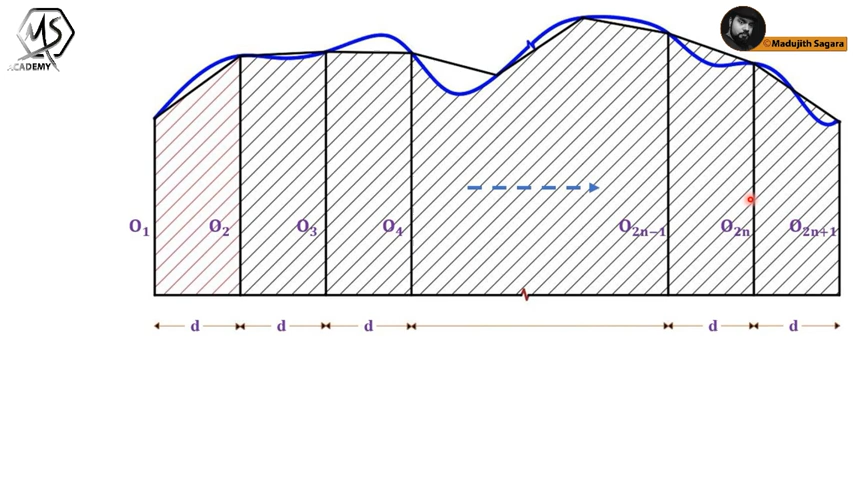 MS
ACADEMY
©Madujith Sagara
O₁ O₂ O₃ O₄ O₂ₙ₋₁ O₂ₙ O₂ₙ₊₁
d d d d d